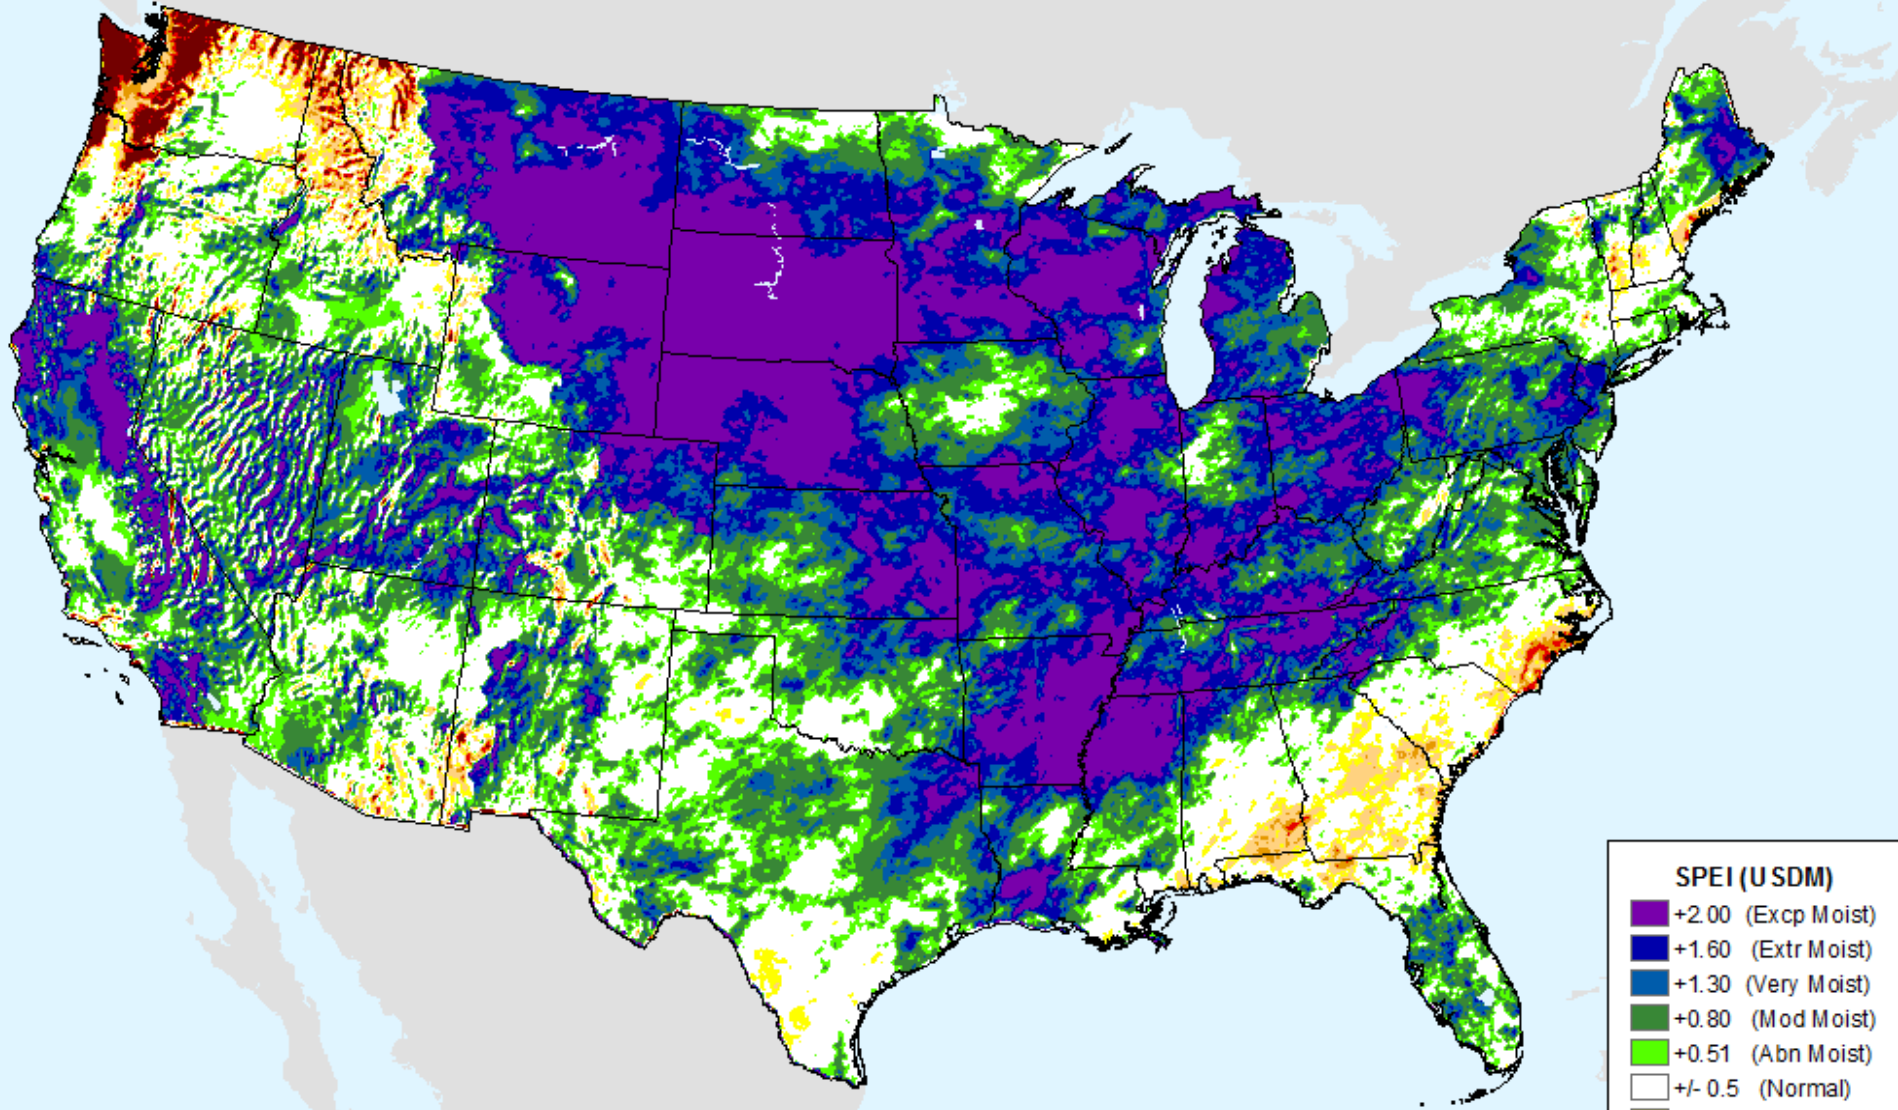 SPEI (USDM)
+2.00 (Excp Moist)
+1.60 (Extr Moist)
+1.30 (Very Moist)
+0.80 (Mod Moist)
+0.51 (Abn Moist)
+/- 0.5 (Normal)